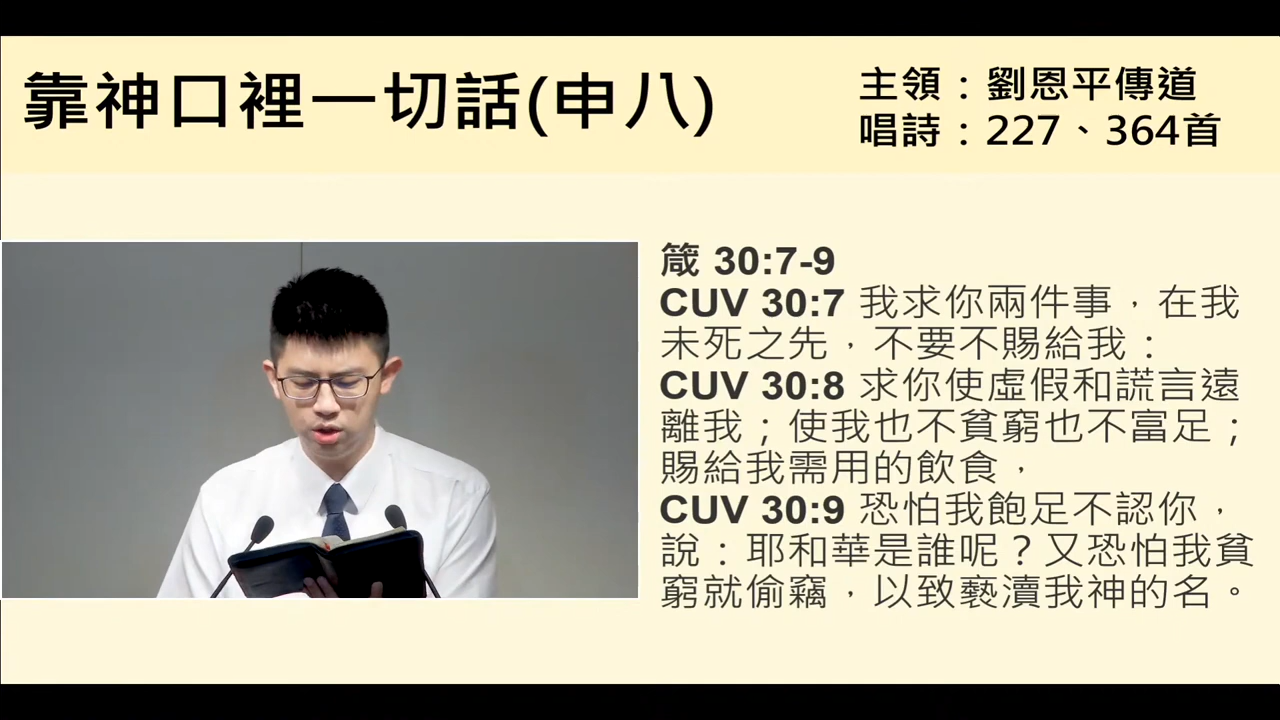 靠神口裡一切話(申八)
主領：劉恩平傳道
唱詩：227、364首
箴 30:7-9
CUV 30:7 我求你兩件事，在我
未死之先，不要不賜給我：
CUV 30:8 求你使虛假和謊言遠
離我；使我也不貧窮也不富足；
賜給我需用的飲食，
CUV 30:9 恐怕我飽足不認你，
說：耶和華是誰呢？又恐怕我貧
窮就偷竊，以致褻瀆我神的名。